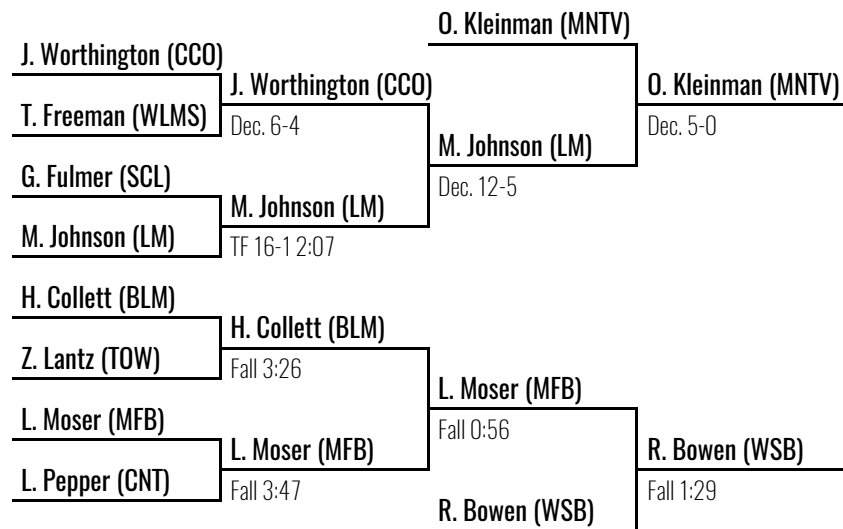 O. Kleinman (MNTV)
J. Worthington (CCO)
J. Worthington (CCO)
O. Kleinman (MNTV)
T. Freeman (WLMS)
Dec. 6-4
Dec. 5-0
M. Johnson (LM)
G. Fulmer (SCL)
Dec. 12-5
M. Johnson (LM)
M. Johnson (LM)
TF 16-1 2:07
H. Collett (BLM)
H. Collett (BLM)
Z. Lantz (TOW)
Fall 3:26
L. Moser (MFB)
L. Moser (MFB)
Fall 0:56
L. Moser (MFB)
R. Bowen (WSB)
L. Pepper (CNT)
Fall 3:47
Fall 1:29
R. Bowen (WSB)